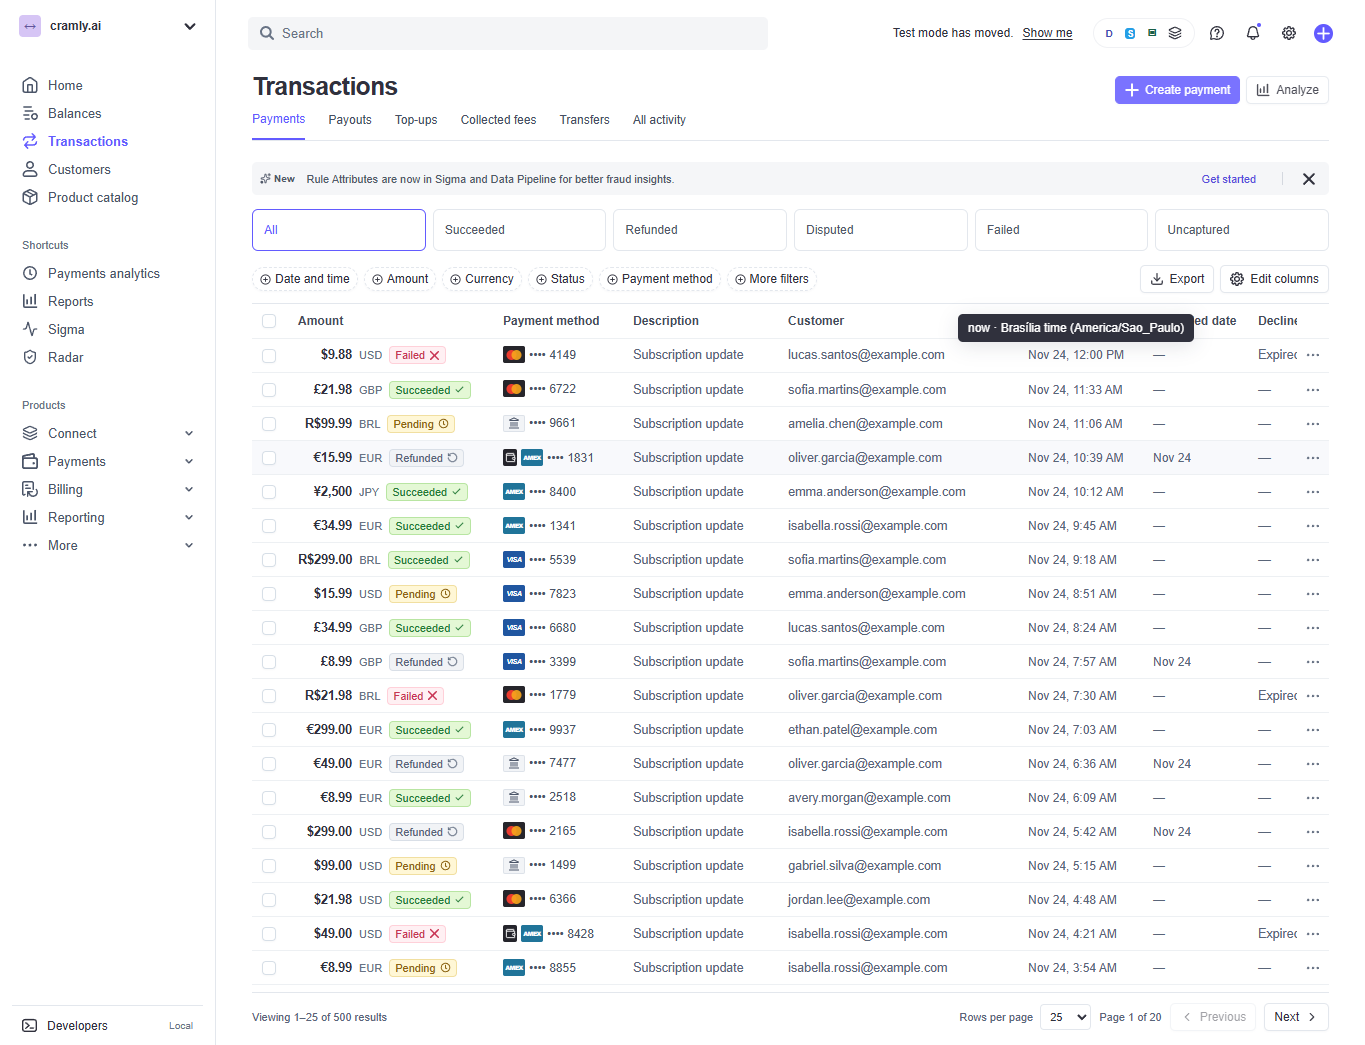 cramly.ai
Search
Test mode has moved. Show me
D S
Home
Balances
Transactions
Customers
Product catalog
Shortcuts
Payments analytics
Reports
Sigma
Radar
Products
Connect
Payments
Billing
Reporting
More
Developers Local
Transactions
Create payment Analyze
Payments Payouts Top-ups Collected fees Transfers All activity
New Rule Attributes are now in Sigma and Data Pipeline for better fraud insights. Get started
All Succeeded Refunded Disputed Failed Uncaptured
Date and time Amount Currency Status Payment method More filters Export Edit columns
now · Brasília time (America/Sao_Paulo)
Amount Payment method Description Customer ed date Decline
$9.88 USD Failed •••• 4149 Subscription update lucas.santos@example.com Nov 24, 12:00 PM — Expired ···
£21.98 GBP Succeeded •••• 6722 Subscription update sofia.martins@example.com Nov 24, 11:33 AM — — ···
R$99.99 BRL Pending •••• 9661 Subscription update amelia.chen@example.com Nov 24, 11:06 AM — — ···
€15.99 EUR Refunded AMEX •••• 1831 Subscription update oliver.garcia@example.com Nov 24, 10:39 AM Nov 24 — ···
¥2,500 JPY Succeeded AMEX •••• 8400 Subscription update emma.anderson@example.com Nov 24, 10:12 AM — — ···
€34.99 EUR Succeeded AMEX •••• 1341 Subscription update isabella.rossi@example.com Nov 24, 9:45 AM — — ···
R$299.00 BRL Succeeded VISA •••• 5539 Subscription update sofia.martins@example.com Nov 24, 9:18 AM — — ···
$15.99 USD Pending VISA •••• 7823 Subscription update emma.anderson@example.com Nov 24, 8:51 AM — — ···
£34.99 GBP Succeeded VISA •••• 6680 Subscription update lucas.santos@example.com Nov 24, 8:24 AM — — ···
£8.99 GBP Refunded VISA •••• 3399 Subscription update sofia.martins@example.com Nov 24, 7:57 AM Nov 24 — ···
R$21.98 BRL Failed •••• 1779 Subscription update oliver.garcia@example.com Nov 24, 7:30 AM — Expired ···
€299.00 EUR Succeeded AMEX •••• 9937 Subscription update ethan.patel@example.com Nov 24, 7:03 AM — — ···
€49.00 EUR Refunded •••• 7477 Subscription update oliver.garcia@example.com Nov 24, 6:36 AM Nov 24 — ···
€8.99 EUR Succeeded •••• 2518 Subscription update avery.morgan@example.com Nov 24, 6:09 AM — — ···
$299.00 USD Refunded •••• 2165 Subscription update isabella.rossi@example.com Nov 24, 5:42 AM Nov 24 — ···
$99.00 USD Pending •••• 1499 Subscription update gabriel.silva@example.com Nov 24, 5:15 AM — — ···
$21.98 USD Succeeded •••• 6366 Subscription update jordan.lee@example.com Nov 24, 4:48 AM — — ···
$49.00 USD Failed AMEX •••• 8428 Subscription update isabella.rossi@example.com Nov 24, 4:21 AM — Expired ···
€8.99 EUR Pending AMEX •••• 8855 Subscription update isabella.rossi@example.com Nov 24, 3:54 AM — — ···
Viewing 1–25 of 500 results Rows per page 25 Page 1 of 20 Previous Next